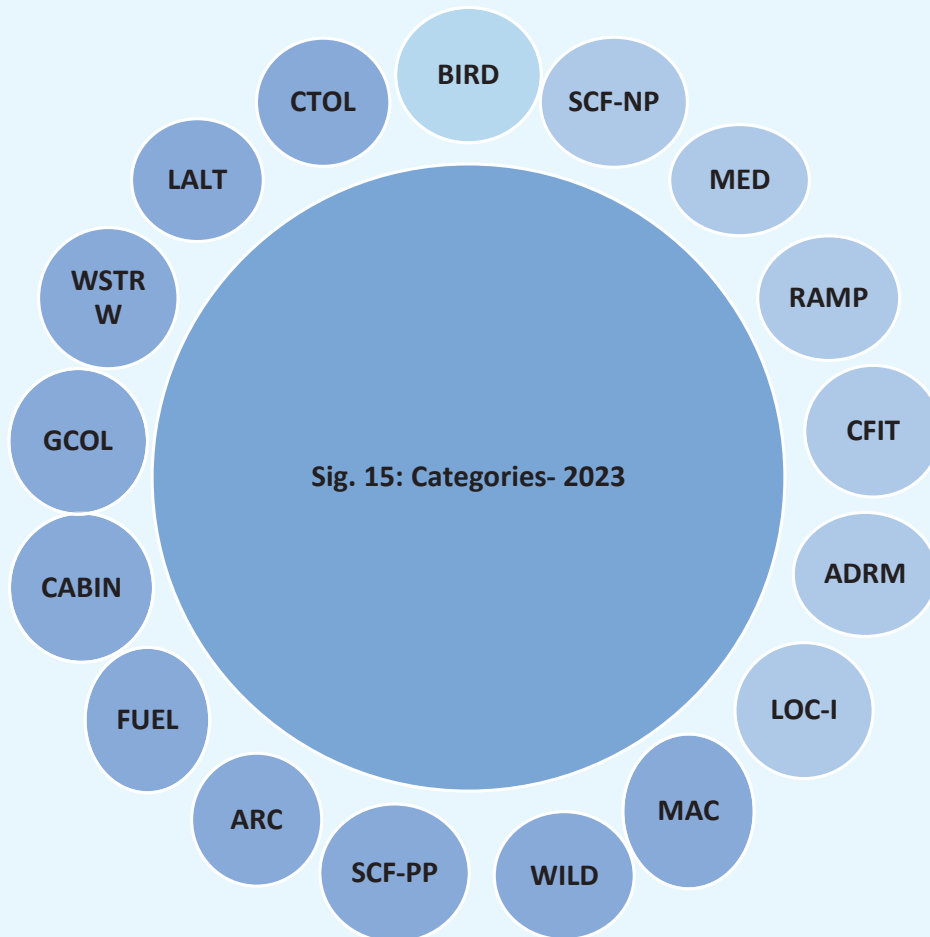 BIRD
SCF-NP
MED
RAMP
CFIT
ADRM
LOC-I
MAC
WILD
SCF-PP
ARC
FUEL
CABIN
GCOL
WSTR
W
LALT
CTOL
Sig. 15: Categories- 2023